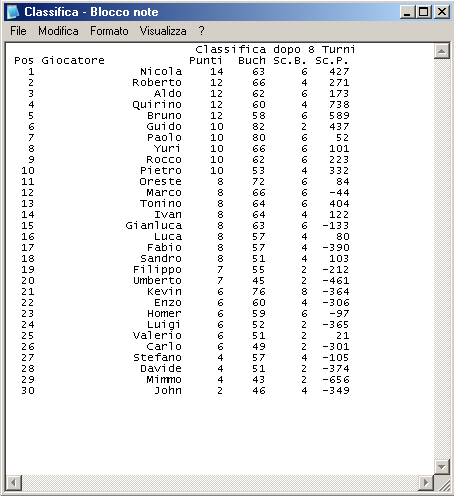 Classifica - Blocco note
File Modifica Formato Visualizza ?
Classifica dopo 8 Turni
Pos Giocatore Punti Buch Sc.B. Sc.P.
1 Nicola 14 63 6 427
2 Roberto 12 66 4 271
3 Aldo 12 62 6 173
4 Quirino 12 60 4 738
5 Bruno 12 58 6 589
6 Guido 10 82 2 437
7 Paolo 10 80 6 52
8 Yuri 10 66 6 101
9 Rocco 10 62 6 223
10 Pietro 10 53 4 332
11 Oreste 8 72 6 84
12 Marco 8 66 6 -44
13 Tonino 8 64 6 404
14 Ivan 8 64 4 122
15 Gianluca 8 63 6 -133
16 Luca 8 57 4 80
17 Fabio 8 57 4 -390
18 Sandro 8 51 4 103
19 Filippo 7 55 2 -212
20 Umberto 7 45 2 -461
21 Kevin 6 76 8 -364
22 Enzo 6 60 4 -306
23 Homer 6 59 6 -97
24 Luigi 6 52 2 -365
25 Valerio 6 51 2 21
26 Carlo 6 49 2 -301
27 Stefano 4 57 4 -105
28 Davide 4 51 2 -374
29 Mimmo 4 43 2 -656
30 John 2 46 4 -349